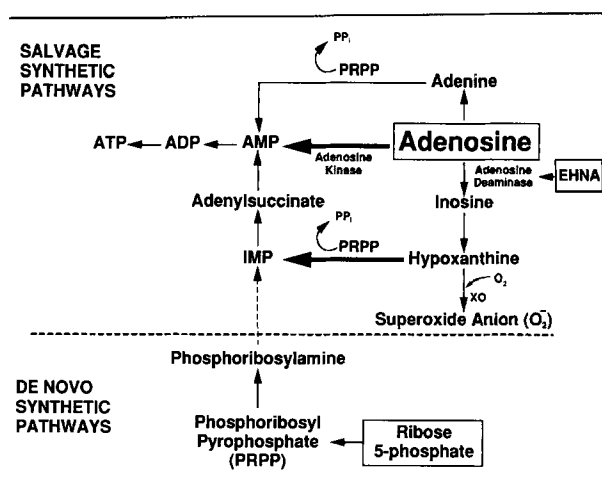 SALVAGE
SYNTHETIC
PATHWAYS
PPi
PRPP
Adenine
ATP
ADP
AMP
Adenosine
Kinase
Adenosine
Adenosine
Deaminase
EHNA
Adenylsuccinate
Inosine
PPi
PRPP
IMP
Hypoxanthine
O2
XO
Superoxide Anion (O2-)
Phosphoribosylamine
DE NOVO
SYNTHETIC
PATHWAYS
Phosphoribosyl
Pyrophosphate
(PRPP)
Ribose
5-phosphate